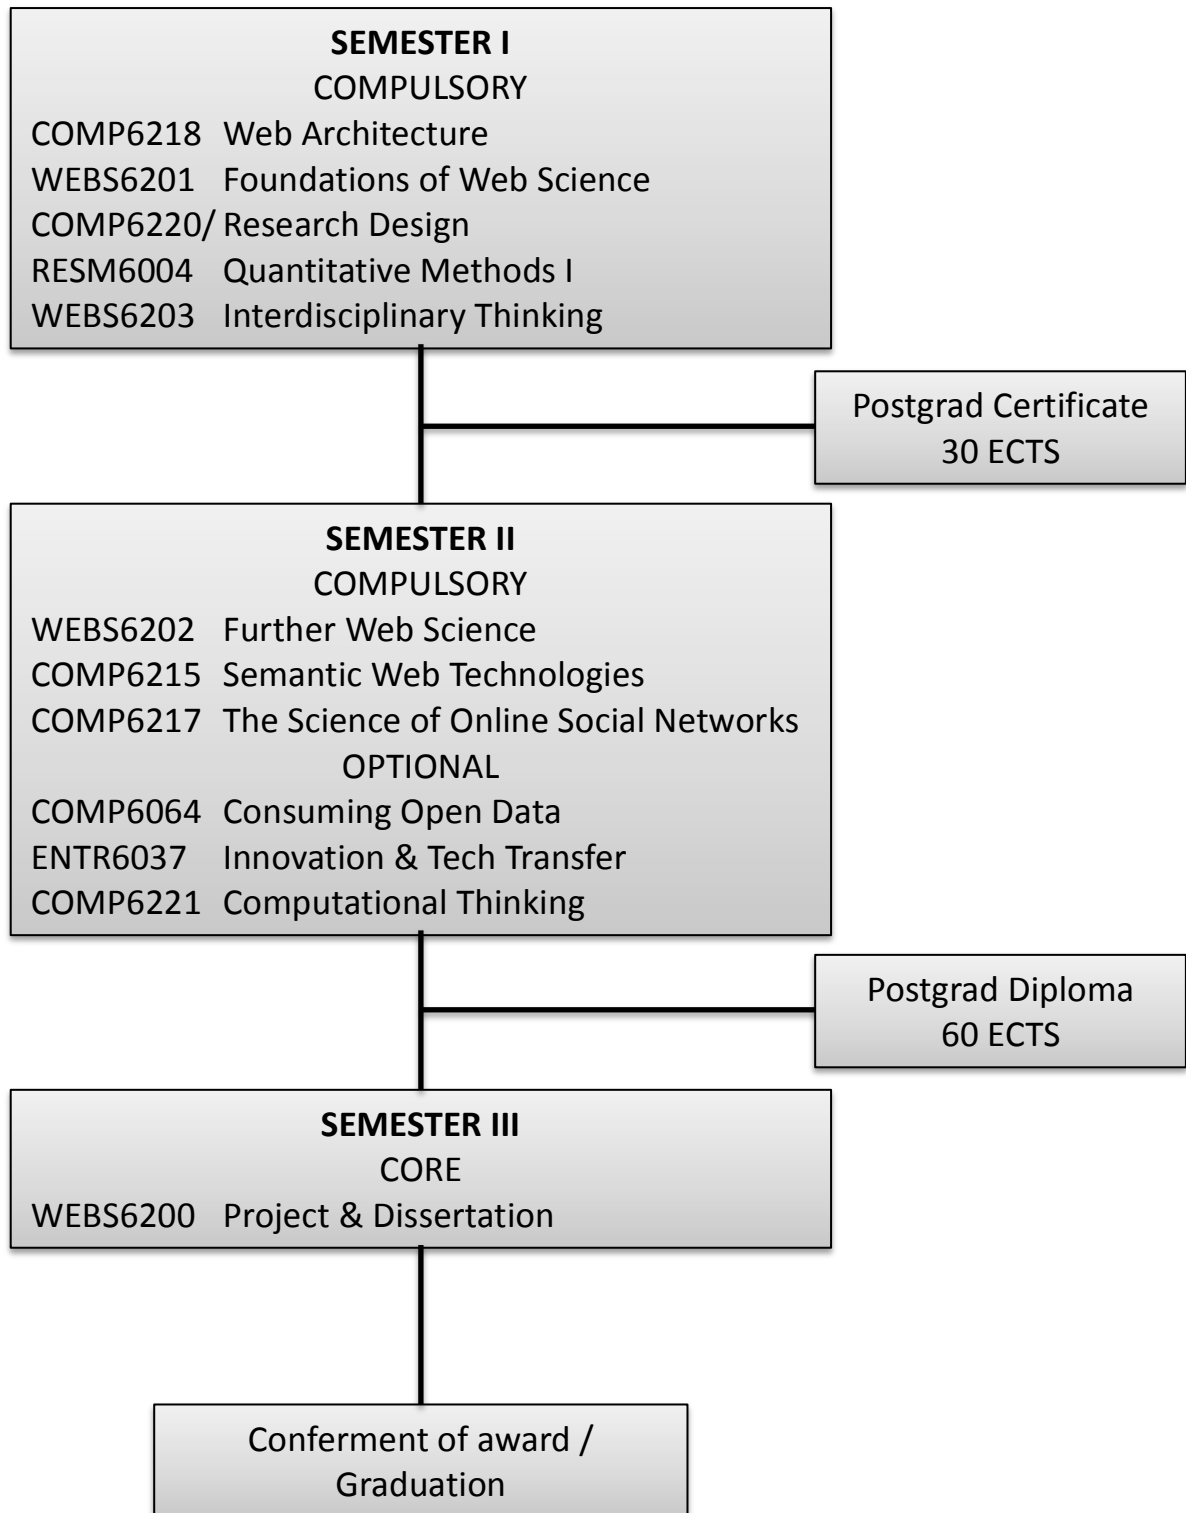 SEMESTER I
COMPULSORY
COMP6218 Web Architecture
WEBS6201 Foundations of Web Science
COMP6220/ Research Design
RESM6004 Quantitative Methods I
WEBS6203 Interdisciplinary Thinking
Postgrad Certificate
30 ECTS
SEMESTER II
COMPULSORY
WEBS6202 Further Web Science
COMP6215 Semantic Web Technologies
COMP6217 The Science of Online Social Networks
OPTIONAL
COMP6064 Consuming Open Data
ENTR6037 Innovation & Tech Transfer
COMP6221 Computational Thinking
Postgrad Diploma
60 ECTS
SEMESTER III
CORE
WEBS6200 Project & Dissertation
Conferment of award /
Graduation